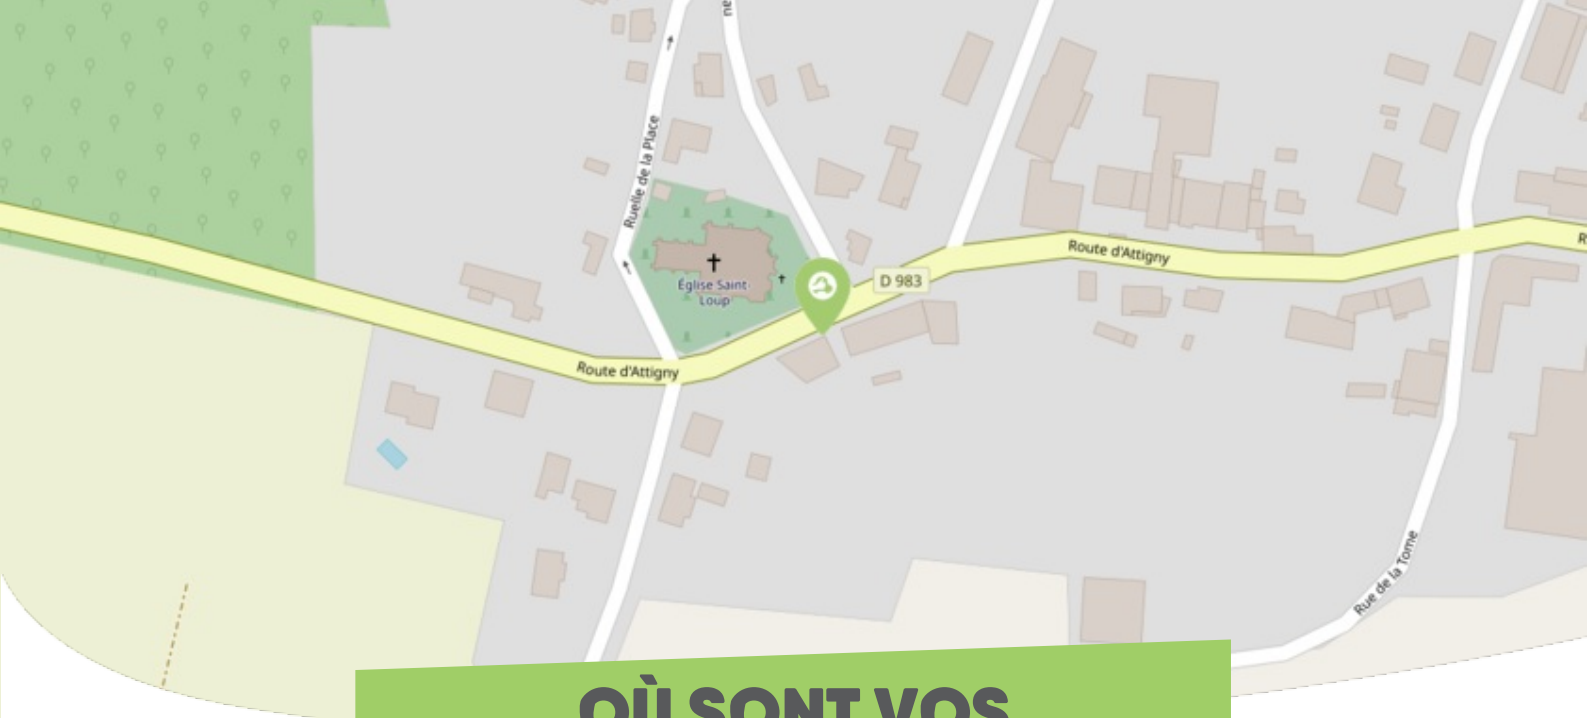 Ruelle de la Place
Église Saint-
Loup
D 983
Route d'Attigny
Route d'Attigny
Rue de la Tome
OÙ SONT VOS